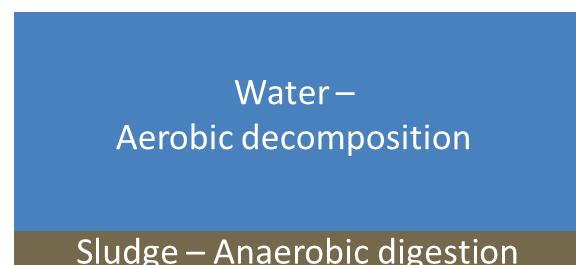 Water –
Aerobic decomposition
Sludge – Anaerobic digestion